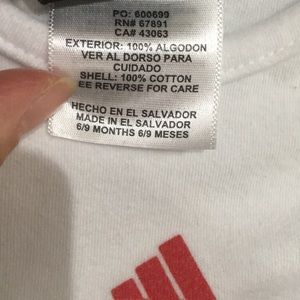 PO: 600699
RN# 67891
CA# 43063
EXTERIOR: 100% ALGODON
VER AL DORSO PARA
CUIDADO
SHELL: 100% COTTON
EE REVERSE FOR CARE
HECHO EN EL SALVADOR
MADE IN EL SALVADOR
6/9 MONTHS 6/9 MESES